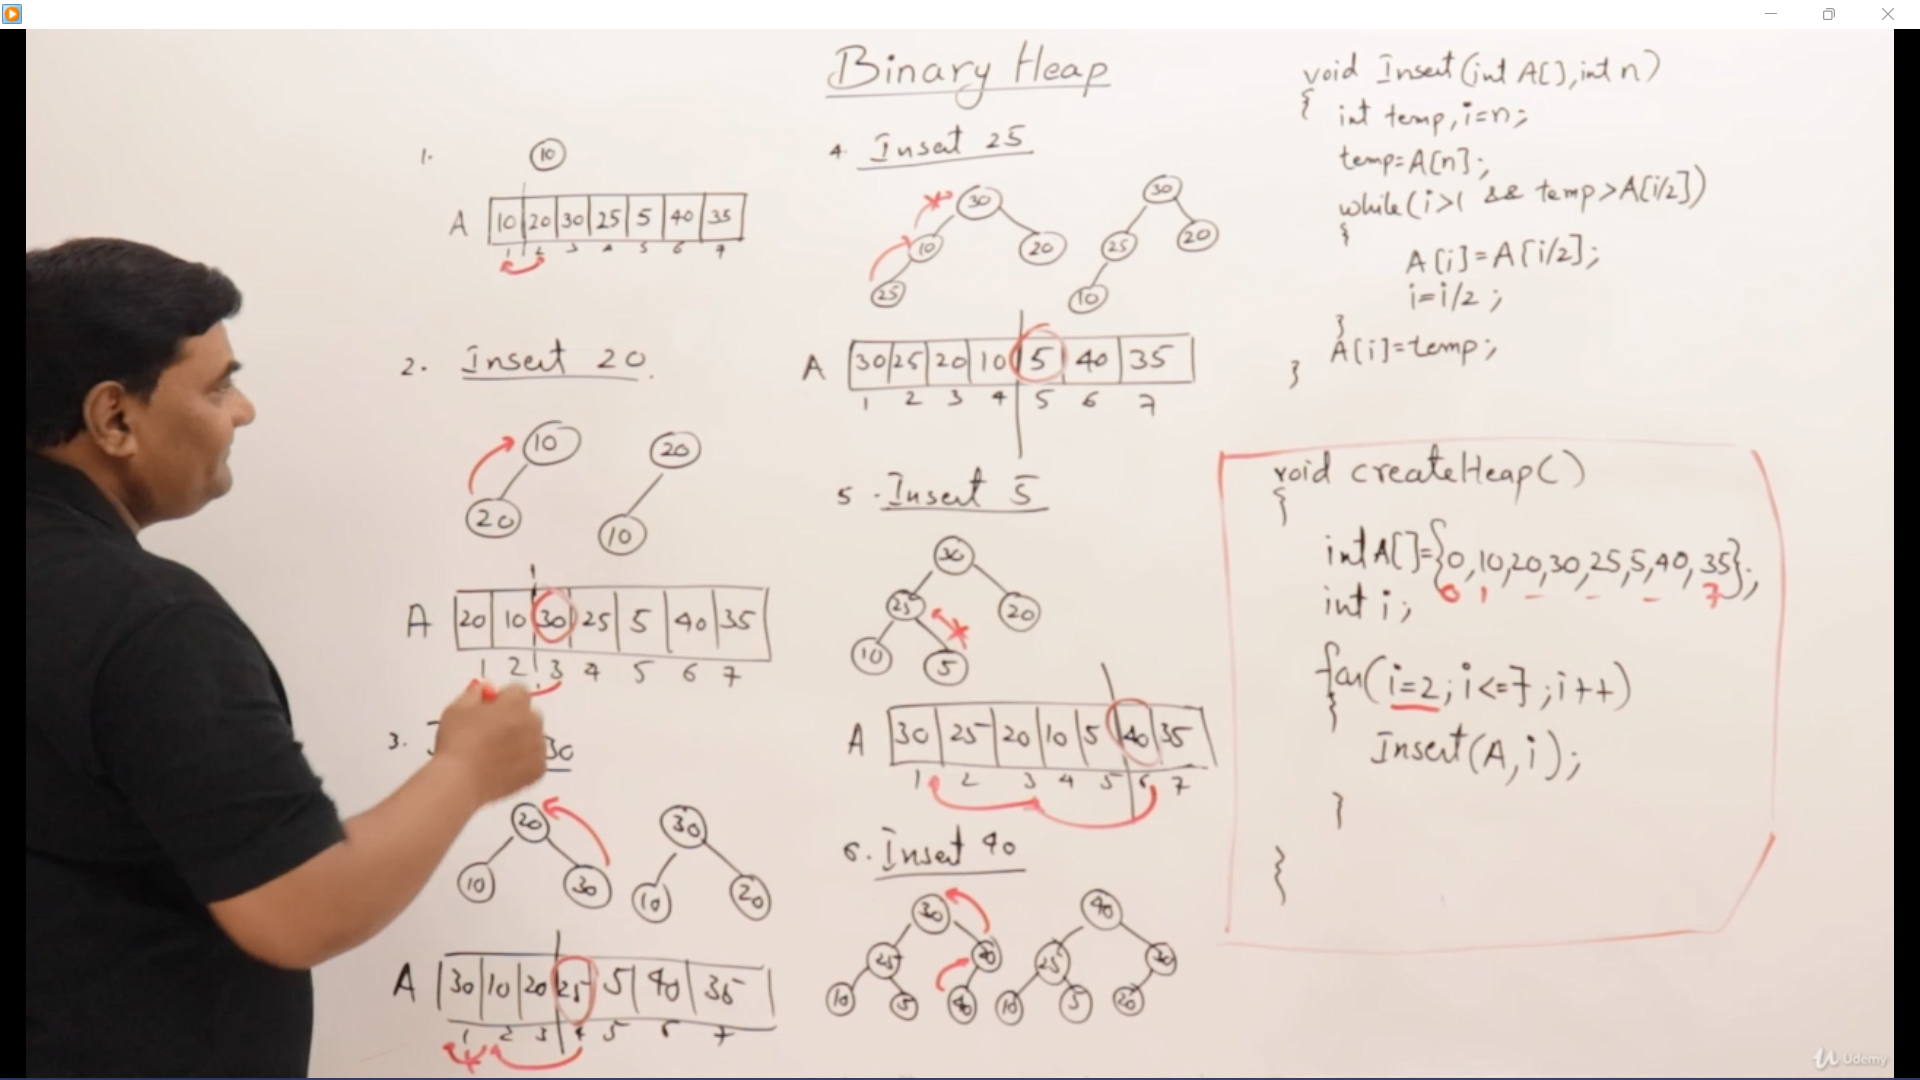 Binary Heap
1.
10
A 10 20 30 25 5 40 35
1 2 3 4 5 6 7
2. Insert 20.
10
20
20
10
A 20 10 30 25 5 40 35
1 2 3 4 5 6 7
3. 30
20
10 30
30
10 20
A 30 10 20 25 5 40 35
1 2 3 4 5 6 7
4. Insert 25
30
10 20
25
30
25 20
10
A 30 25 20 10 5 40 35
1 2 3 4 5 6 7
5. Insert 5
30
25 20
10 5
A 30 25 20 10 5 40 35
1 2 3 4 5 6 7
6. Insert 40
30
25 20
10 5 40
40
25 30
10 5 20
void Insert(int A[],int n)
{ int temp,i=n;
temp=A[n];
while(i>1 && temp>A[i/2])
{
A[i]=A[i/2];
i=i/2;
}
A[i]=temp;
}
void createHeap()
{
int A[]={0,10,20,30,25,5,40,35};
0 1 7
int i;
for(i=2;i<=7;i++)
{
Insert(A,i);
}
}
Udemy